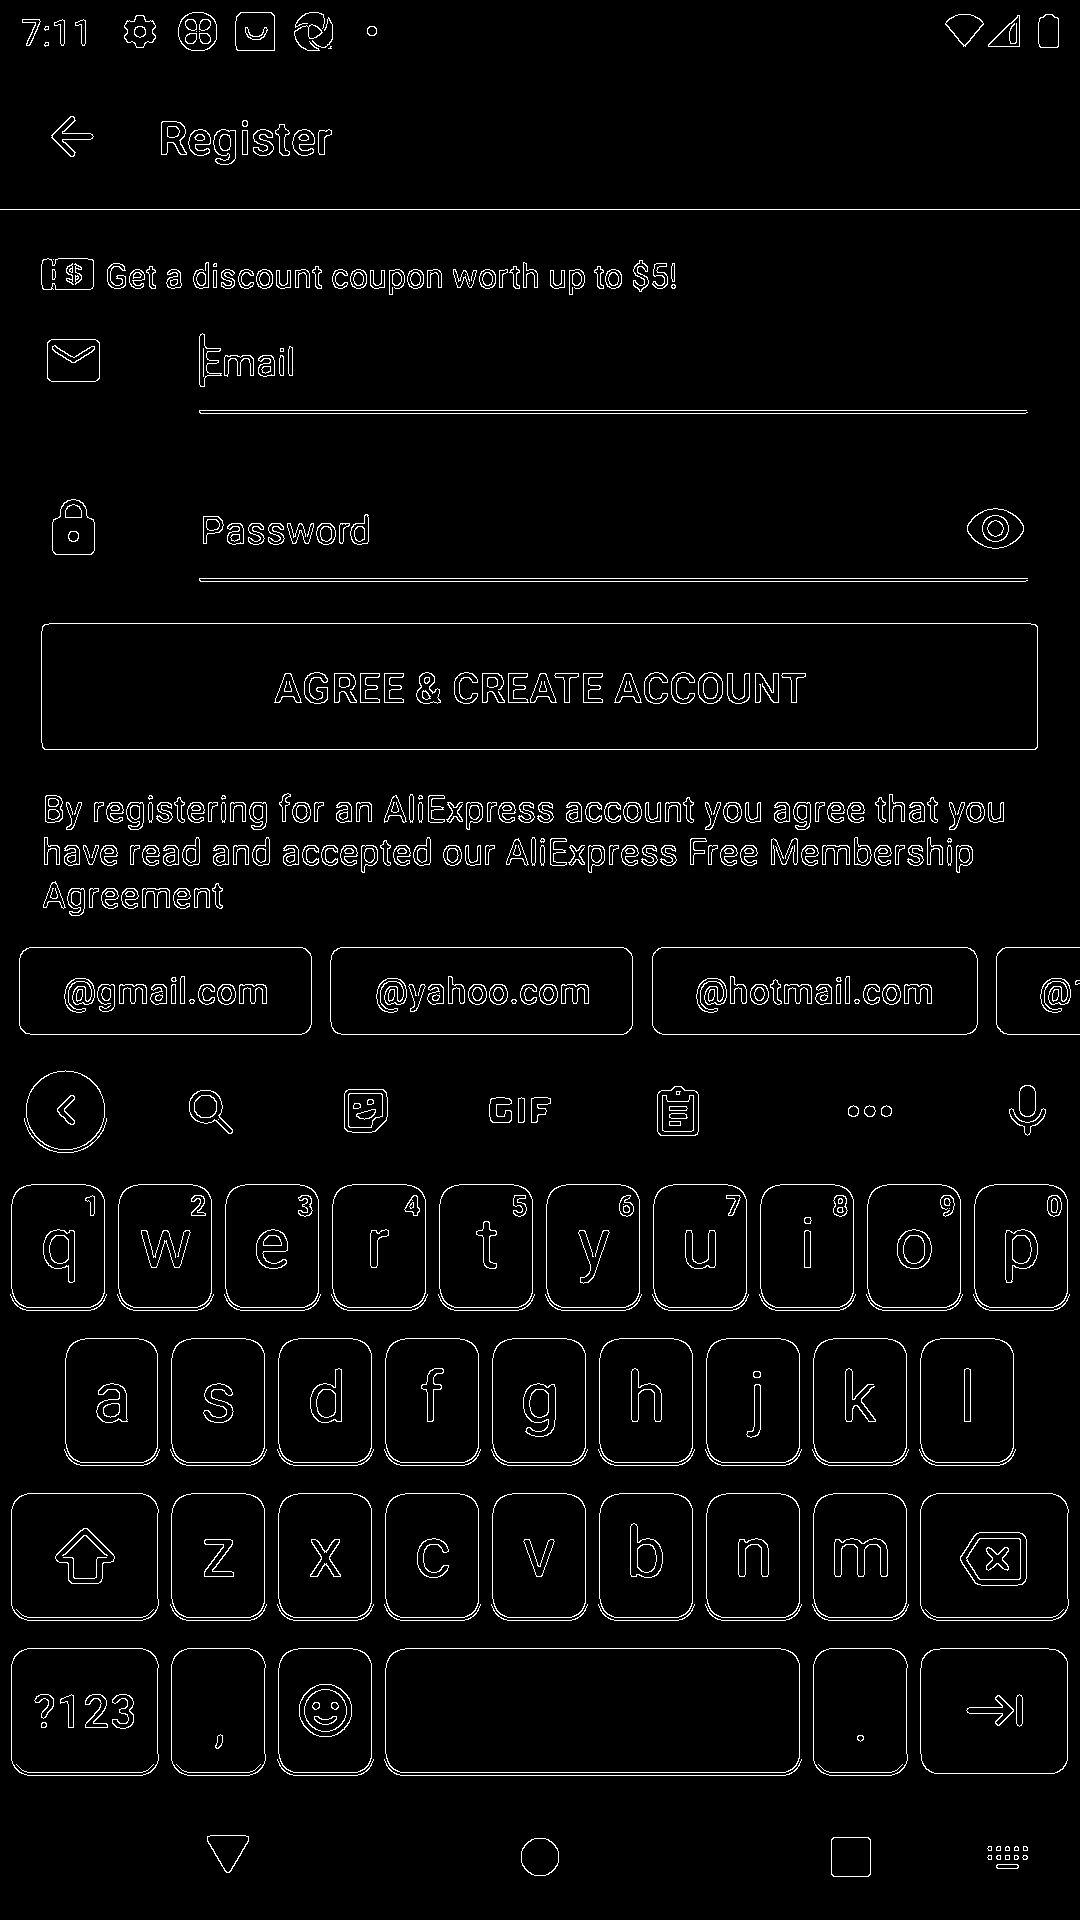 7:11
Register
Get a discount coupon worth up to $5!
Email
Password
AGREE & CREATE ACCOUNT
By registering for an AliExpress account you agree that you
have read and accepted our AliExpress Free Membership
Agreement
@gmail.com @yahoo.com @hotmail.com
GIF
1 2 3 4 5 6 7 8 9 0
q w e r t y u i o p
a s d f g h j k l
z x c v b n m
?123 , .